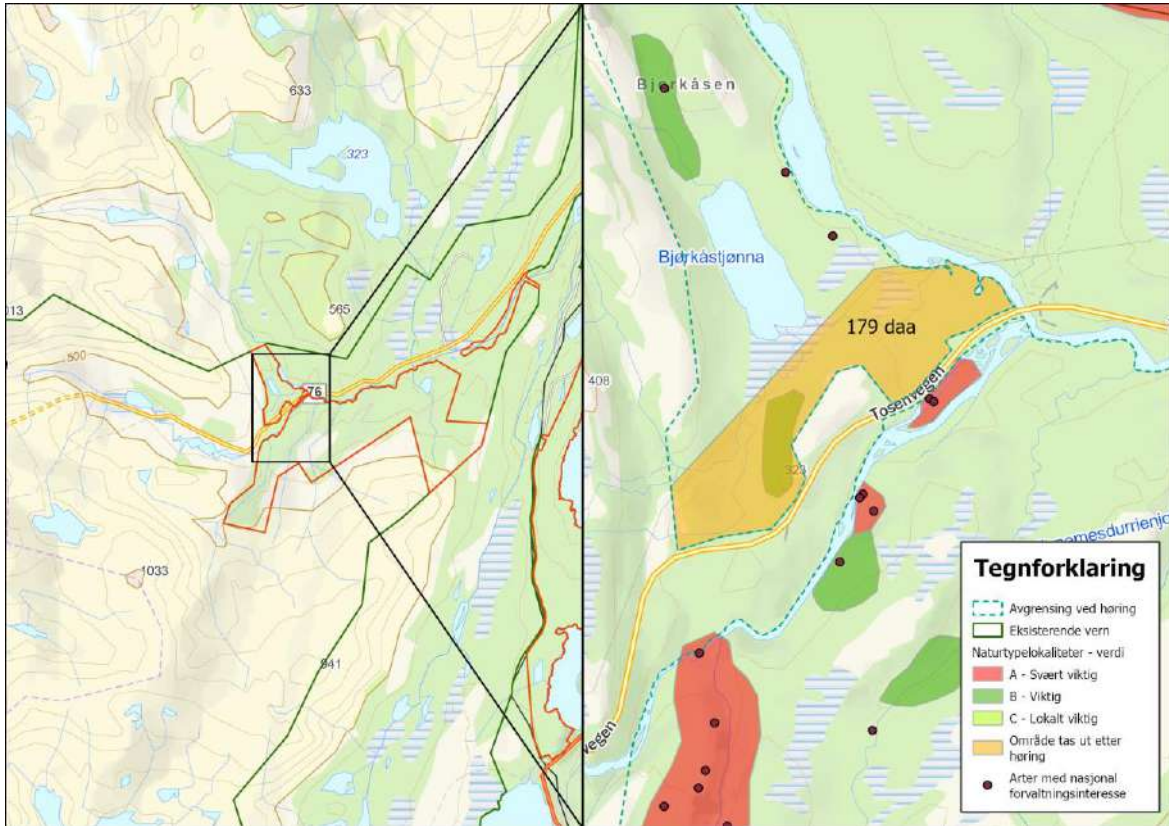 633
323
565
013
500
76
1033
941
Bjørkåsen
Bjørkåstjønna
179 daa
408
Tosenvegen
323
Tegnforklaring
Avgrensing ved høring
Eksisterende vern
Naturtypelokaliteter - verdi
A - Svært viktig
B - Viktig
C - Lokalt viktig
Område tas ut etter
høring
Arter med nasjonal
forvaltningsinteresse
vegen